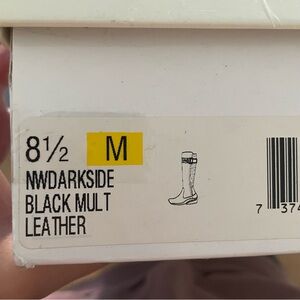 8½ M
NWDARKSIDE
BLACK MULT
LEATHER
7 374